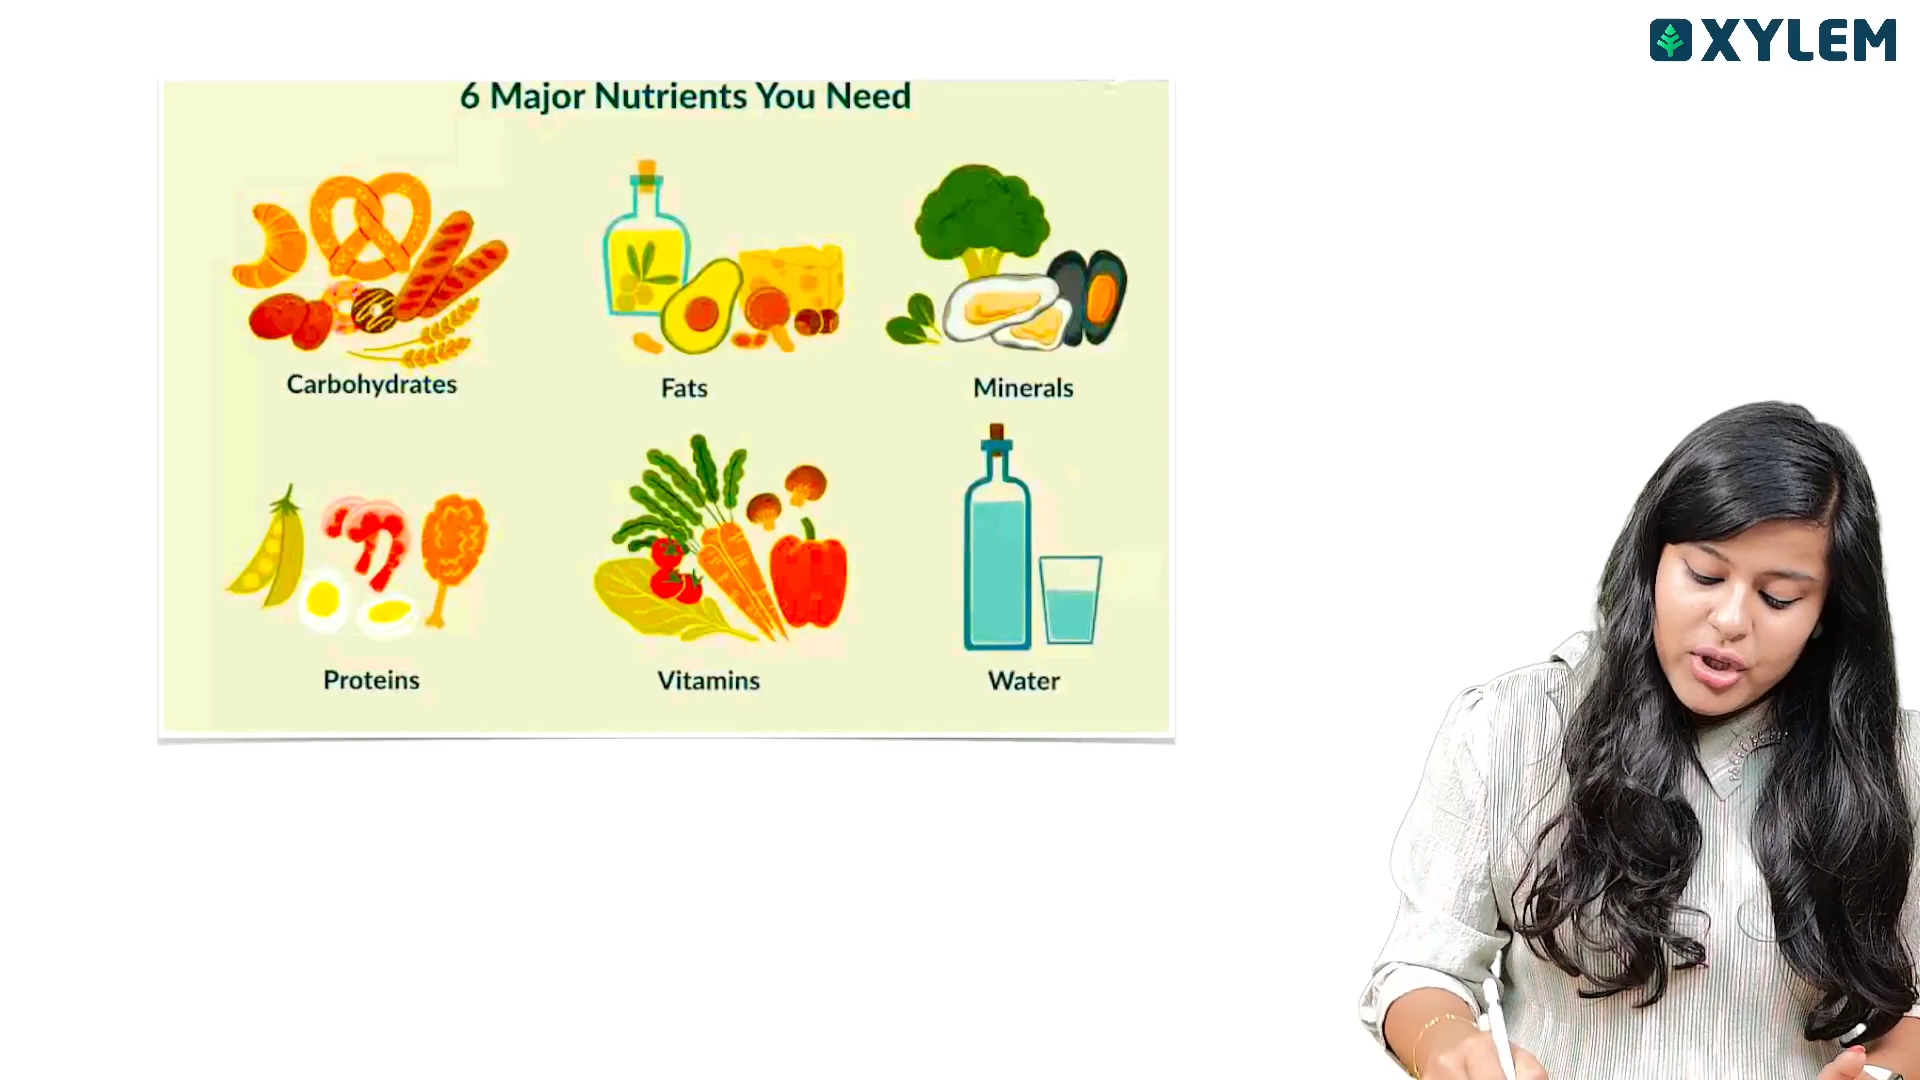 XYLEM
6 Major Nutrients You Need
Carbohydrates
Fats
Minerals
Proteins
Vitamins
Water